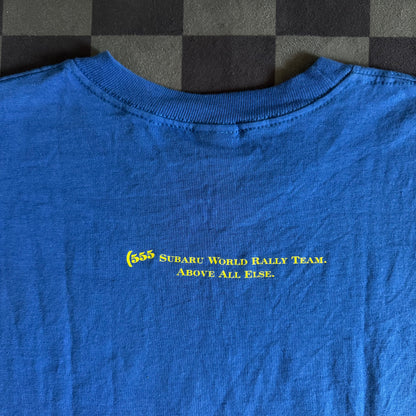 (555 SUBARU WORLD RALLY TEAM.
ABOVE ALL ELSE.